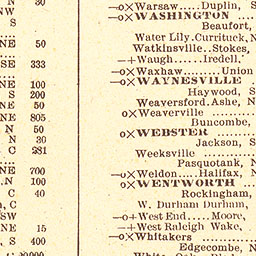 N 30
NW
S
NE 50
SE 333
NE 100
S 200
NE 50
NE 805
N 50
N 30
C 281
NE 700
N 100
C 40
C
SW
NE 15
S 400
—o×Warsaw.....Duplin, S
—o×WASHINGTON
Beaufort,
Water Lily.Currituck, N
Watkinsville..Stokes,
—+Waugh......Iredell,
—o×Waxhaw......Union
—o×WAYNESVILLE
Haywood, S
Weaversford.Ashe, N
o×Weaverville
Buncombe,
o×WEBSTER
Jackson, S
Weeksville
Pasquotank, N
—o×Weldon....Halifax, N
o×WENTWORTH
Rockingham,
W. Durham Durham,
—o+West End.....Moore,
—+West Raleigh Wake,
—o×Whitakers
Edgecombe, N